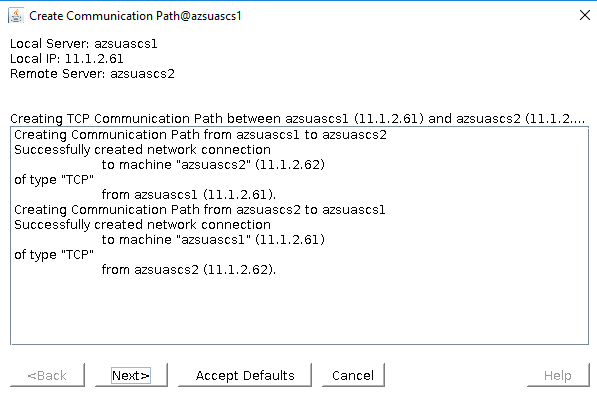 Create Communication Path@azsuascs1
Local Server: azsuascs1
Local IP: 11.1.2.61
Remote Server: azsuascs2
Creating TCP Communication Path between azsuascs1 (11.1.2.61) and azsuascs2 (11.1.2....
Creating Communication Path from azsuascs1 to azsuascs2
Successfully created network connection
to machine "azsuascs2" (11.1.2.62)
of type "TCP"
from azsuascs1 (11.1.2.61).
Creating Communication Path from azsuascs2 to azsuascs1
Successfully created network connection
to machine "azsuascs1" (11.1.2.61)
of type "TCP"
from azsuascs2 (11.1.2.62).
<Back Next> Accept Defaults Cancel Help